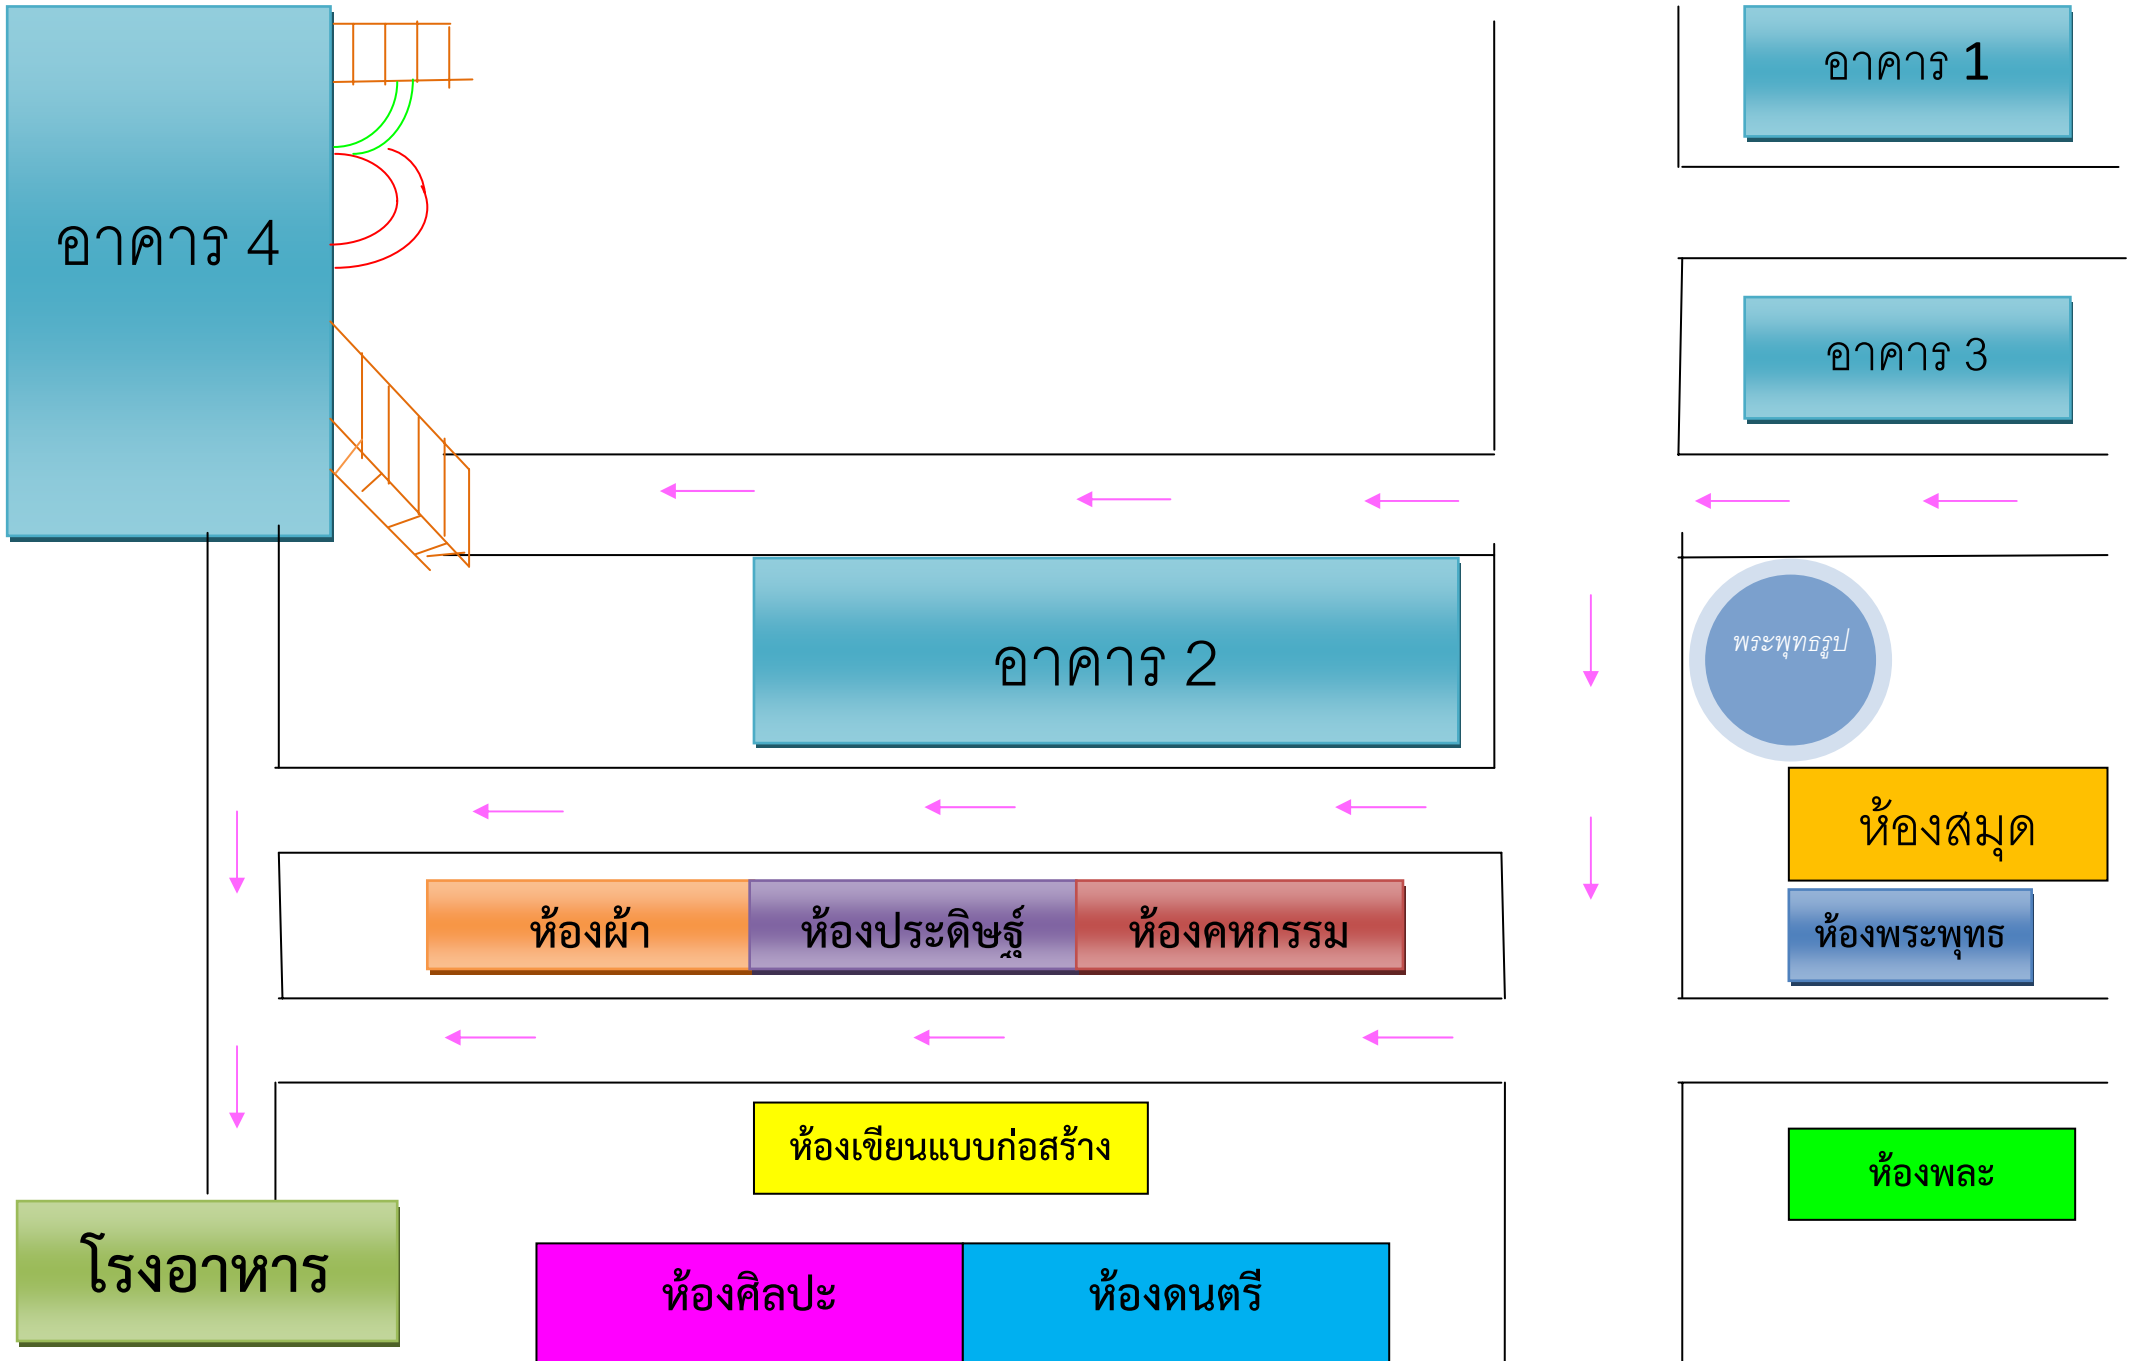 อาคาร 1
อาคาร 4
อาคาร 3
อาคาร 2
พระพุทธรูป
ห้องสมุด
ห้องผ้า
ห้องประดิษฐ์
ห้องคหกรรม
ห้องพระพุทธ
ห้องเขียนแบบก่อสร้าง
ห้องพละ
โรงอาหาร
ห้องศิลปะ
ห้องดนตรี